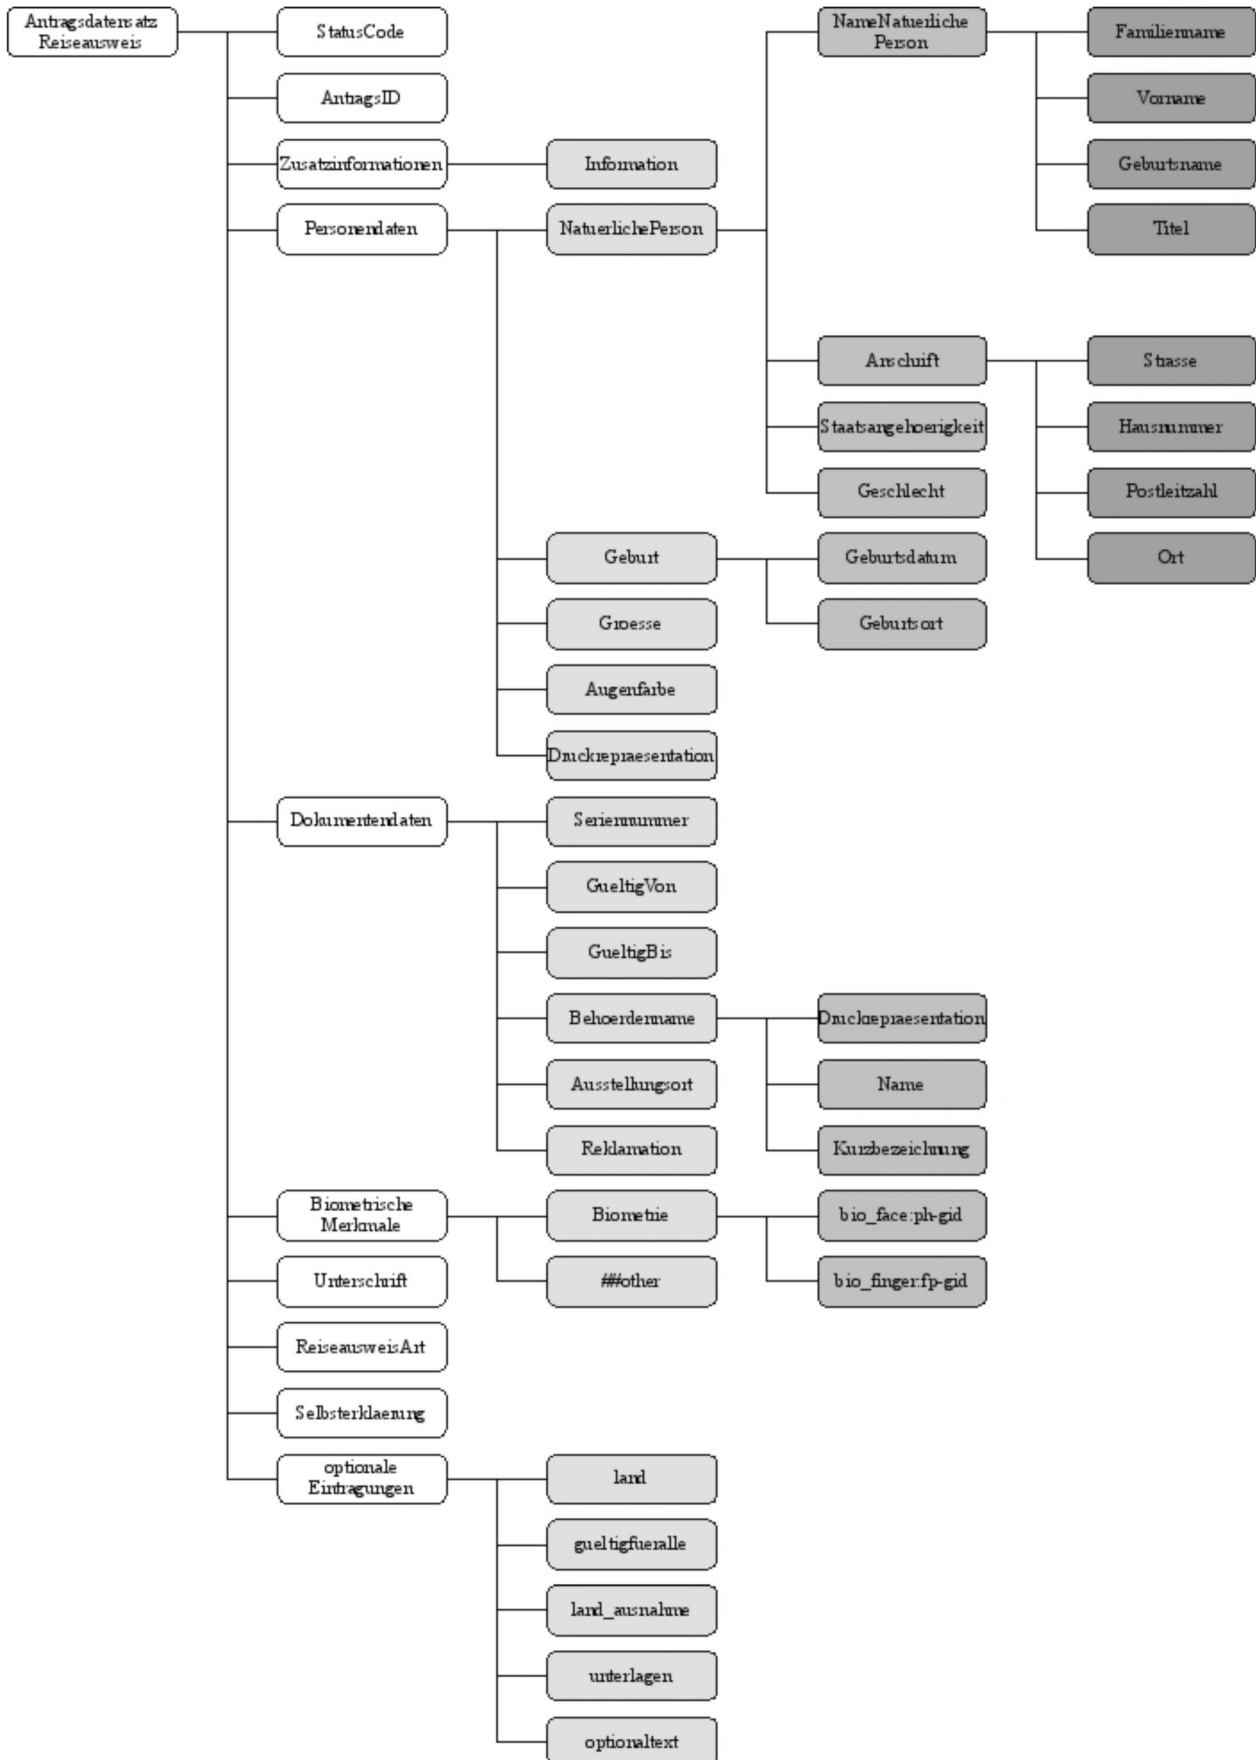 Antragsdatensatz
Reiseausweis
StatusCode
NameNatuerliche
Person
Familienname
AntragsID
Vorname
Zusatzinformationen
Information
Geburtsname
Personendaten
NatuerlichePerson
Titel
Anschrift
Strasse
Staatsangehoerigkeit
Hausnummer
Geschlecht
Postleitzahl
Geburt
Geburtsdatum
Ort
Groesse
Geburtsort
Augenfarbe
Druckrepraesentation
Dokumentendaten
Seriennummer
GueltigVon
GueltigBis
Behoerdenname
Druckrepraesentation
Ausstellungsort
Name
Reklamation
Kurzbezeichnung
Biometrische
Merkmale
Biometrie
bio_face:ph-gid
Unterschrift
##other
bio_finger:fp-gid
ReiseausweisArt
Selbsterklaerung
optionale
Eintragungen
land
gueltigfueralle
land_ausnahme
unterlagen
optionaltext